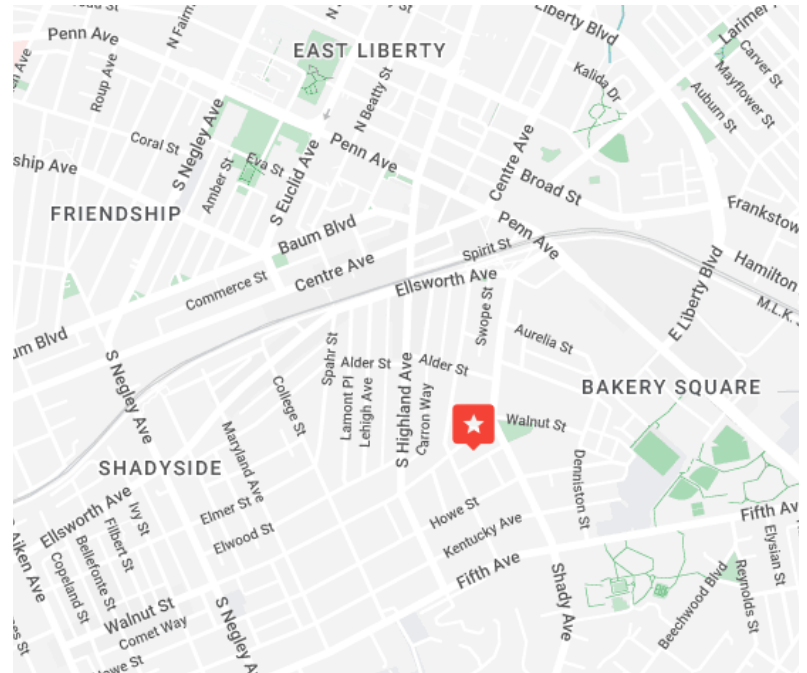 Penn Ave
N Fairm
Roup Ave
EAST LIBERTY
N Beatty St
Liberty Blvd
Larimer
Carver St
Mayflower St
Auburn St
Kalida Dr
Coral St
S Negley Ave
Eva St
Penn Ave
Centre Ave
ship Ave
Amber St
S Euclid Ave
Broad St
FRIENDSHIP
Baum Blvd
Penn Ave
Frankstow
Spirit St
Centre Ave
Commerce St
Ellsworth Ave
E Liberty Blvd
Hamilton
M.L.K.
um Blvd
Swope St
Aurelia St
S Negley Ave
Spahr St
Alder St
Alder St
Lamont Pl
Lehigh Ave
S Highland Ave
Carron Way
College St
BAKERY SQUARE
Walnut St
Maryland Ave
SHADYSIDE
Denniston St
Ellsworth Ave
Ivy St
Elmer St
Howe St
Filbert St
Elwood St
Kentucky Ave
Fifth Av
Aiken Ave
Bellefonte St
Copeland St
Fifth Ave
Elysian St
Shady Ave
Reynolds St
Beechwood Blvd
Walnut St
S Negley Av
Comet Way
Howe St